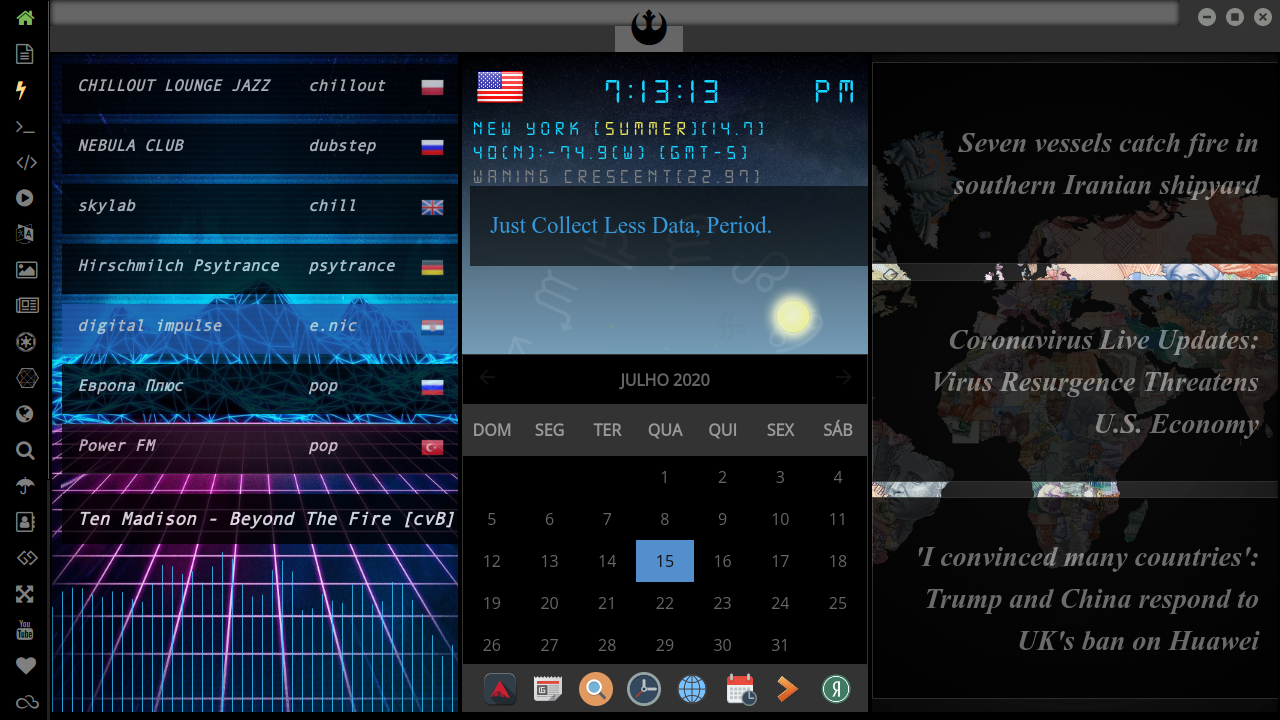 CHILLOUT LOUNGE JAZZ chillout
NEBULA CLUB dubstep
skylab chill
Hirschmilch Psytrance psytrance
digital impulse e.nic
Европа Плюс pop
Power FM pop
Ten Madison - Beyond The Fire [cvB]
7:13:13 PM
NEW YORK (SUMMER)(14.7)
40(N):-74.9(W) (GMT-5)
WANING CRESCENT(22.97)
Just Collect Less Data, Period.
JULHO 2020
DOM SEG TER QUA QUI SEX SÁB
1 2 3 4
5 6 7 8 9 10 11
12 13 14 15 16 17 18
19 20 21 22 23 24 25
26 27 28 29 30 31
Seven vessels catch fire in
southern Iranian shipyard
Coronavirus Live Updates:
Virus Resurgence Threatens
U.S. Economy
'I convinced many countries':
Trump and China respond to
UK's ban on Huawei
You
Tube
Я